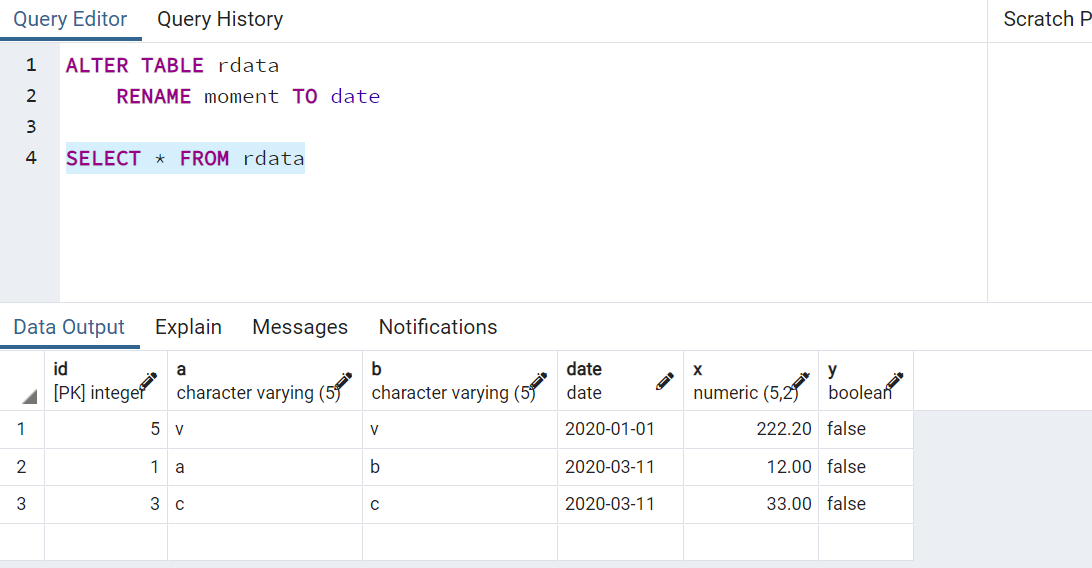 Query Editor Query History Scratch P
1 ALTER TABLE rdata
2 RENAME moment TO date
3
4 SELECT * FROM rdata
Data Output Explain Messages Notifications
id a b date x y
[PK] integer character varying (5) character varying (5) date numeric (5,2) boolean
1 5 v v 2020-01-01 222.20 false
2 1 a b 2020-03-11 12.00 false
3 3 c c 2020-03-11 33.00 false